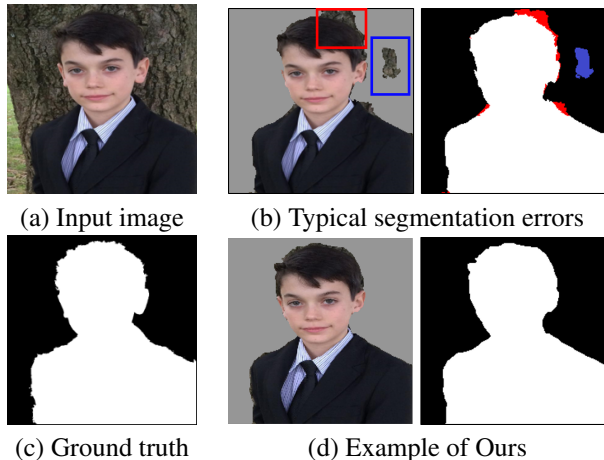 (a) Input image
(b) Typical segmentation errors
(c) Ground truth
(d) Example of Ours